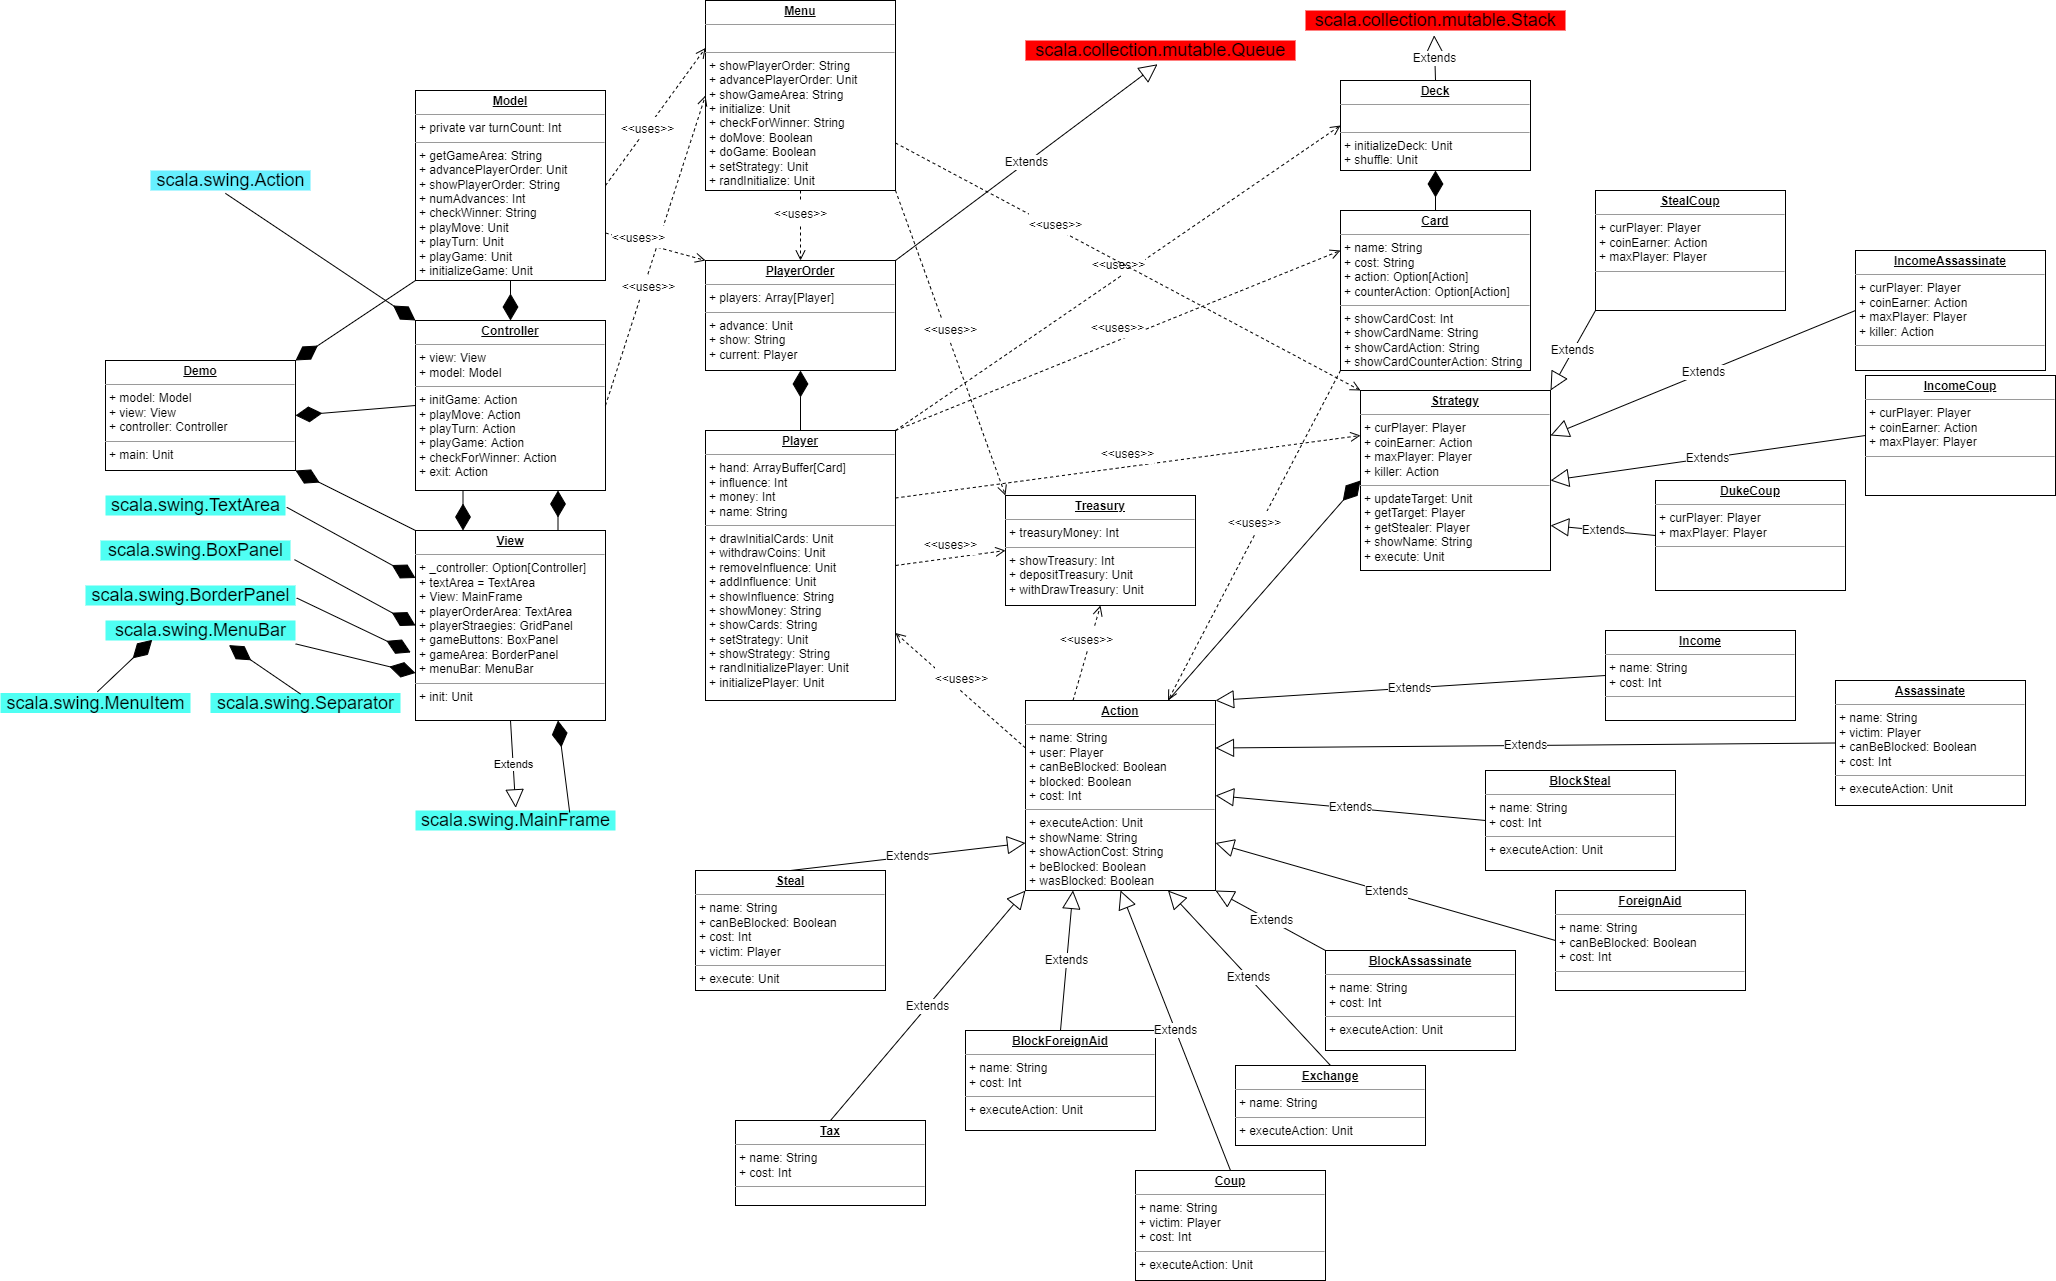 Menu
+ showPlayerOrder: String
+ advancePlayerOrder: Unit
+ showGameArea: String
+ initialize: Unit
+ checkForWinner: String
+ doMove: Boolean
+ doGame: Boolean
+ setStrategy: Unit
+ randInitialize: Unit
scala.collection.mutable.Stack
scala.collection.mutable.Queue
Extends
Deck
+ initializeDeck: Unit
+ shuffle: Unit
Model
+ private var turnCount: Int
+ getGameArea: String
+ advancePlayerOrder: Unit
+ showPlayerOrder: String
+ numAdvances: Int
+ checkWinner: String
+ playMove: Unit
+ playTurn: Unit
+ playGame: Unit
+ initializeGame: Unit
<<uses>>
<<uses>>
<<uses>>
<<uses>>
Extends
scala.swing.Action
Card
+ name: String
+ cost: String
+ action: Option[Action]
+ counterAction: Option[Action]
+ showCardCost: Int
+ showCardName: String
+ showCardAction: String
+ showCardCounterAction: String
<<uses>>
<<uses>>
<<uses>>
<<uses>>
StealCoup
+ curPlayer: Player
+ coinEarner: Action
+ maxPlayer: Player
IncomeAssassinate
+ curPlayer: Player
+ coinEarner: Action
+ maxPlayer: Player
+ killer: Action
Extends
Extends
IncomeCoup
+ curPlayer: Player
+ coinEarner: Action
+ maxPlayer: Player
Extends
DukeCoup
+ curPlayer: Player
+ maxPlayer: Player
Extends
PlayerOrder
+ players: Array[Player]
+ advance: Unit
+ show: String
+ current: Player
Controller
+ view: View
+ model: Model
+ initGame: Action
+ playMove: Action
+ playTurn: Action
+ playGame: Action
+ checkForWinner: Action
+ exit: Action
Demo
+ model: Model
+ view: View
+ controller: Controller
+ main: Unit
Strategy
+ curPlayer: Player
+ coinEarner: Action
+ maxPlayer: Player
+ killer: Action
+ updateTarget: Unit
+ getTarget: Player
+ getStealer: Player
+ showName: String
+ execute: Unit
Player
+ hand: ArrayBuffer[Card]
+ influence: Int
+ money: Int
+ name: String
+ drawInitialCards: Unit
+ withdrawCoins: Unit
+ removeInfluence: Unit
+ addInfluence: Unit
+ showInfluence: String
+ showMoney: String
+ showCards: String
+ setStrategy: Unit
+ showStrategy: String
+ randInitializePlayer: Unit
+ initializePlayer: Unit
<<uses>>
<<uses>>
<<uses>>
<<uses>>
<<uses>>
Treasury
+ treasuryMoney: Int
+ showTreasury: Int
+ depositTreasury: Unit
+ withDrawTreasury: Unit
scala.swing.TextArea
scala.swing.BoxPanel
scala.swing.BorderPanel
scala.swing.MenuBar
scala.swing.MenuItem
scala.swing.Separator
View
+ _controller: Option[Controller]
+ textArea = TextArea
+ View: MainFrame
+ playerOrderArea: TextArea
+ playerStraegies: GridPanel
+ gameButtons: BoxPanel
+ gameArea: BorderPanel
+ menuBar: MenuBar
+ init: Unit
Extends
scala.swing.MainFrame
Action
+ name: String
+ user: Player
+ canBeBlocked: Boolean
+ blocked: Boolean
+ cost: Int
+ executeAction: Unit
+ showName: String
+ showActionCost: String
+ beBlocked: Boolean
+ wasBlocked: Boolean
Income
+ name: String
+ cost: Int
Extends
Assassinate
+ name: String
+ victim: Player
+ canBeBlocked: Boolean
+ cost: Int
+ executeAction: Unit
Extends
BlockSteal
+ name: String
+ cost: Int
+ executeAction: Unit
Extends
ForeignAid
+ name: String
+ canBeBlocked: Boolean
+ cost: Int
Extends
Steal
+ name: String
+ canBeBlocked: Boolean
+ cost: Int
+ victim: Player
+ execute: Unit
Extends
BlockAssassinate
+ name: String
+ cost: Int
+ executeAction: Unit
Extends
Extends
Extends
Extends
Extends
BlockForeignAid
+ name: String
+ cost: Int
+ executeAction: Unit
Exchange
+ name: String
+ executeAction: Unit
Tax
+ name: String
+ cost: Int
Coup
+ name: String
+ victim: Player
+ cost: Int
+ executeAction: Unit